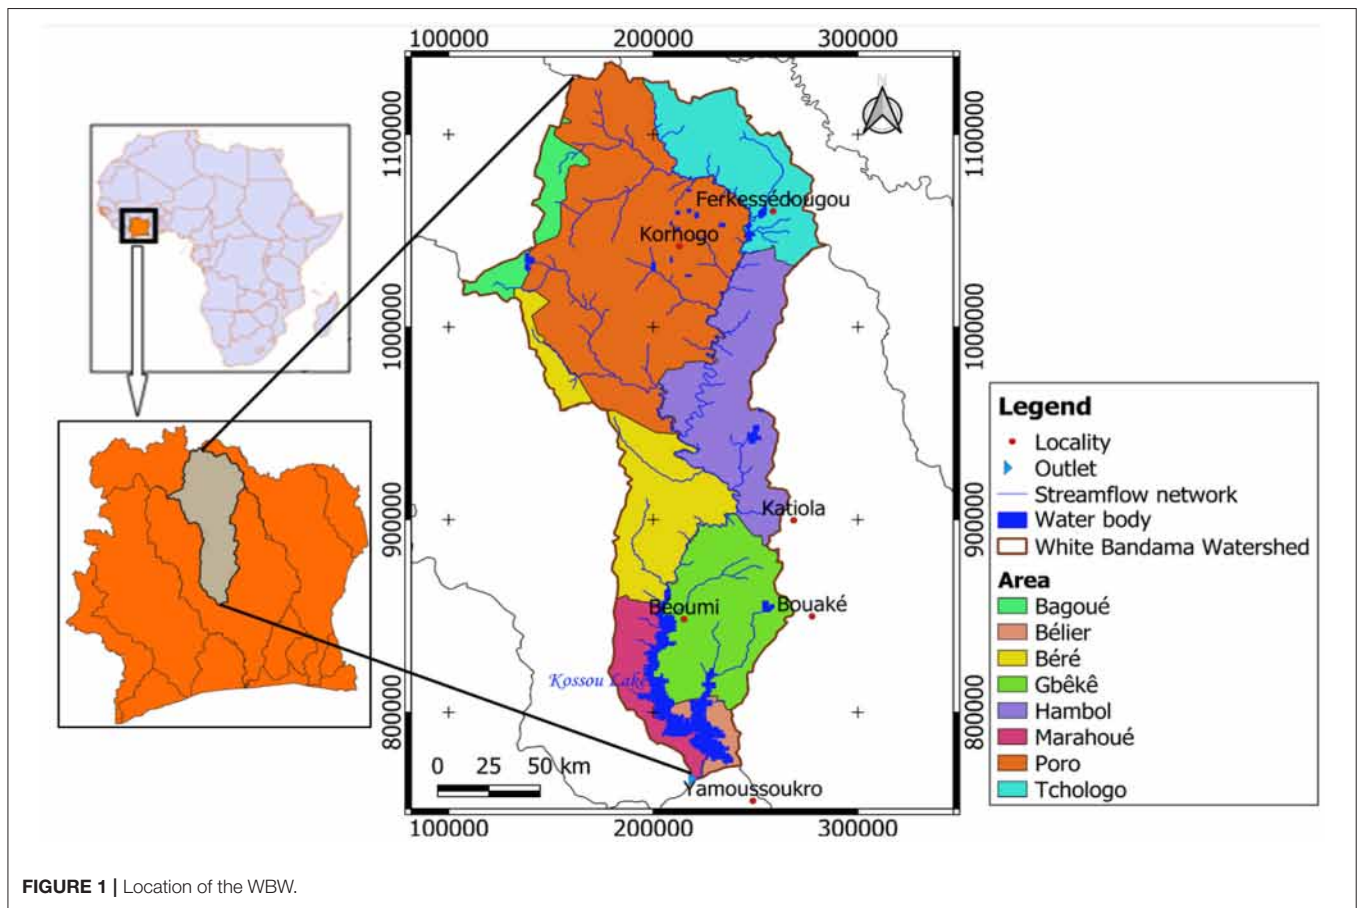 100000 200000 300000
N
1100000 1100000
Ferkessédougou
Korhogo
1000000 1000000
Legend
Locality
Outlet
Streamflow network
Water body
White Bandama Watershed
Area
Bagoué
Bélier
Béré
Gbêkê
Hambol
Marahoué
Poro
Tchologo
Katiola
900000 900000
Béoumi
Bouaké
Kossou Lake
800000 800000
0 25 50 km
Yamoussoukro
100000 200000 300000
FIGURE 1 | Location of the WBW.